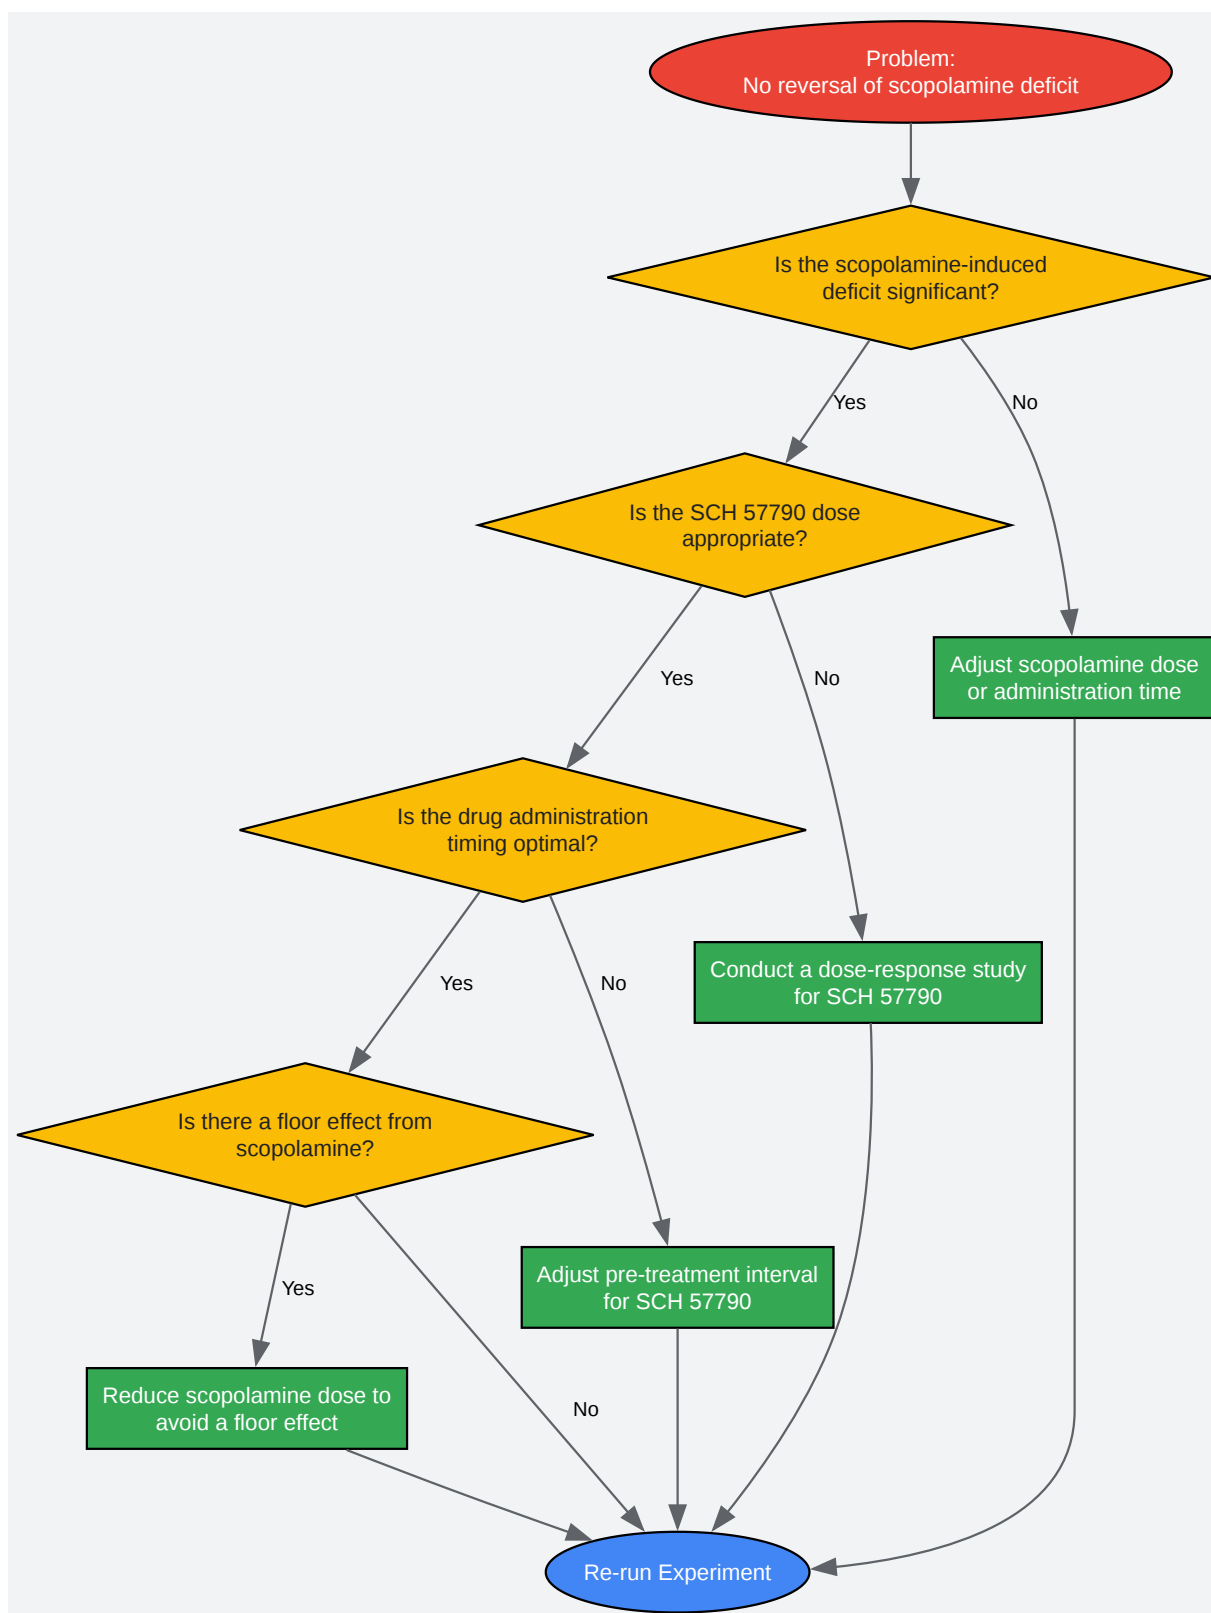 Problem:
No reversal of scopolamine deficit
Is the scopolamine-induced
deficit significant?
Yes
No
Is the SCH 57790 dose
appropriate?
Adjust scopolamine dose
or administration time
Yes
No
Is the drug administration
timing optimal?
Conduct a dose-response study
for SCH 57790
Yes
No
Is there a floor effect from
scopolamine?
Adjust pre-treatment interval
for SCH 57790
Yes
Reduce scopolamine dose to
avoid a floor effect
No
Re-run Experiment